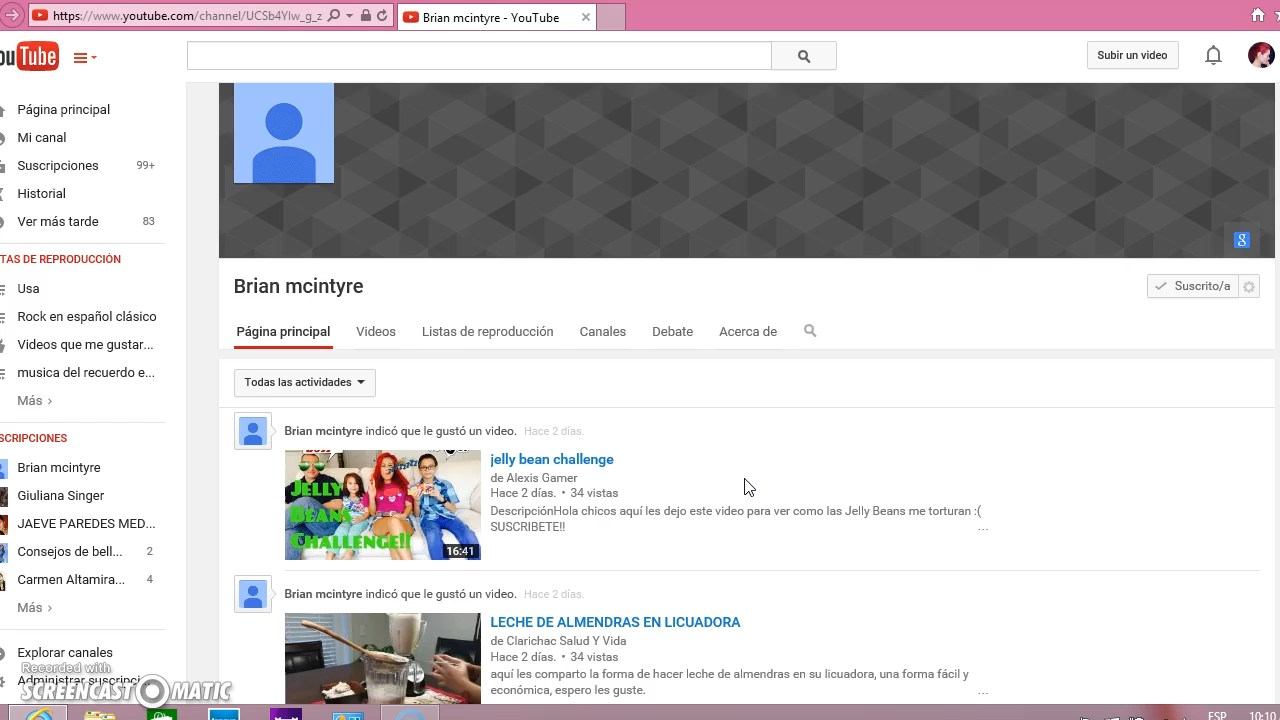 https://www.youtube.com/channel/UCSb4Ylw_g_z
Brian mcintyre - YouTube
ouTube
Subir un video
Página principal
Mi canal
Suscripciones 99+
Historial
Ver más tarde 83
TAS DE REPRODUCCIÓN
Usa
Rock en español clásico
Videos que me gustar...
musica del recuerdo e...
Más ›
SCRIPCIONES
Brian mcintyre
Giuliana Singer
JAEVE PAREDES MED...
Consejos de bell... 2
Carmen Altamira... 4
Más ›
Explorar canales
Administrar suscripci
Recorded with
SCREENCAST-O-MATIC
g
Brian mcintyre
Suscrito/a
Página principal Videos Listas de reproducción Canales Debate Acerca de
Todas las actividades
Brian mcintyre indicó que le gustó un video. Hace 2 días.
JELLY
BEANS
CHALLENGE!!
16:41
jelly bean challenge
de Alexis Gamer
Hace 2 días. • 34 vistas
DescripciónHola chicos aquí les dejo este video para ver como las Jelly Beans me torturan :(
SUSCRIBETE!! ...
Brian mcintyre indicó que le gustó un video. Hace 2 días.
LECHE DE ALMENDRAS EN LICUADORA
de Clarichac Salud Y Vida
Hace 2 días. • 34 vistas
aquí les comparto la forma de hacer leche de almendras en su licuadora, una forma fácil y
económica, espero les guste. ...
ESP 10:10